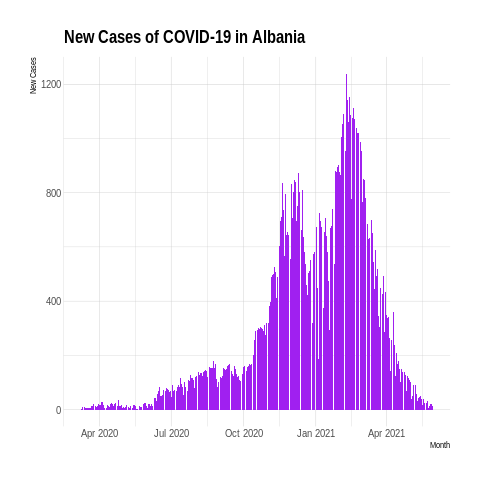 New Cases of COVID-19 in Albania
New Cases
1200
800
400
0
Apr 2020 Jul 2020 Oct 2020 Jan 2021 Apr 2021
Month